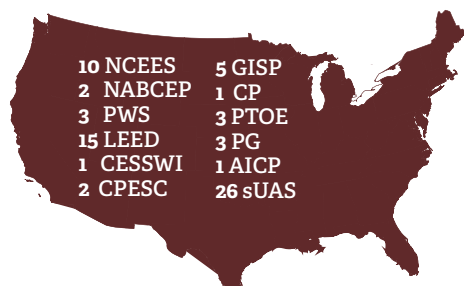 10 NCEES
2 NABCEP
3 PWS
15 LEED
1 CESSWI
2 CPESC
5 GISP
1 CP
3 PTOE
3 PG
1 AICP
26 sUAS